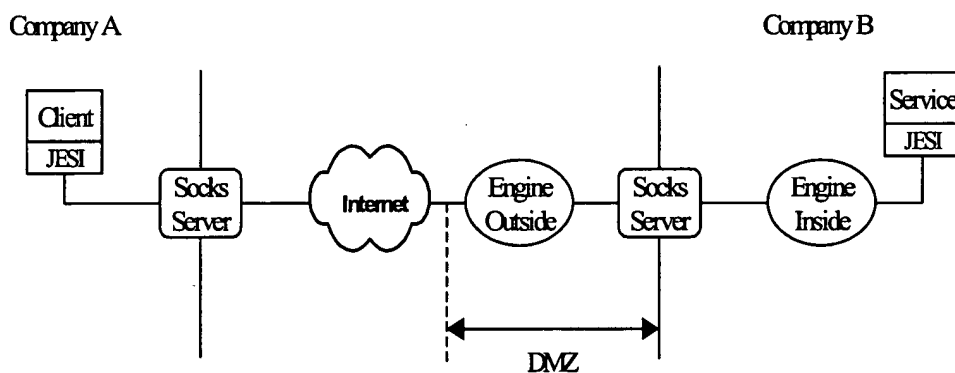 Company A
Company B
Client
JESI
Socks
Server
Internet
Engine
Outside
Socks
Server
Engine
Inside
Service
JESI
DMZ